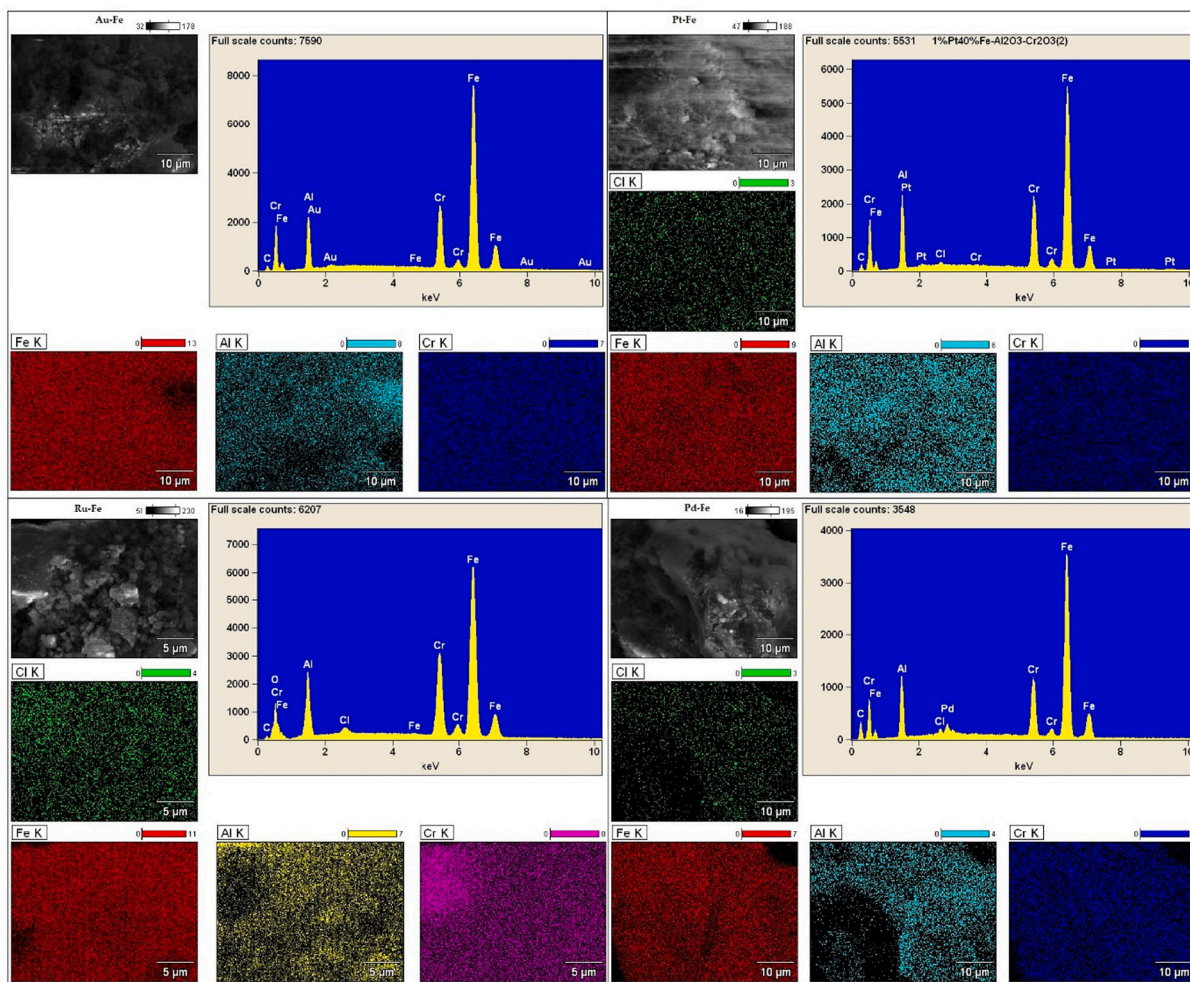 Au-Fe
32 178
10 µm
Full scale counts: 7590
8000
6000
4000
2000
0
C
Cr
Fe
Al
Au
Au
Fe
Cr
Cr
Fe
Fe
Au
Au
0 2 4 6 8 10
keV
Fe K 0 13
10 µm
Al K 0 8
10 µm
Cr K 0 7
10 µm
Pt-Fe
47 188
10 µm
Cl K 0 3
10 µm
Full scale counts: 5531 1%Pt40%Fe-Al2O3-Cr2O3(2)
6000
5000
4000
3000
2000
1000
0
C
Cr
Fe
Al
Pt
Pt
Cl
Cr
Cr
Cr
Fe
Fe
Pt
Pt
0 2 4 6 8 10
keV
Fe K 0 9
10 µm
Al K 0 6
10 µm
Cr K 0
10 µm
Ru-Fe
51 230
5 µm
Cl K 0 4
5 µm
Full scale counts: 6207
7000
6000
5000
4000
3000
2000
1000
0
C
O
Cr
Fe
Al
Cl
Fe
Cr
Cr
Fe
Fe
0 2 4 6 8 10
keV
Fe K 0 11
5 µm
Al K 0 7
5 µm
Cr K 0 8
5 µm
Pd-Fe
16 195
10 µm
Cl K 0 3
10 µm
Full scale counts: 3548
4000
3000
2000
1000
0
C
Cr
Fe
Al
Cl
Pd
Cr
Cr
Fe
Fe
0 2 4 6 8 10
keV
Fe K 0 7
10 µm
Al K 0 4
10 µm
Cr K 0
10 µm